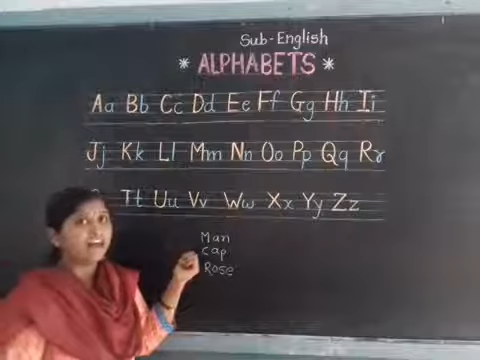 Sub-English
* ALPHABETS *
Aa Bb Cc Dd Ee Ff Gg Hh Ii
Jj Kk Ll Mm Nn Oo Pp Qq Rr
Tt Uu Vv Ww Xx Yy Zz
Man
Cap
Rose